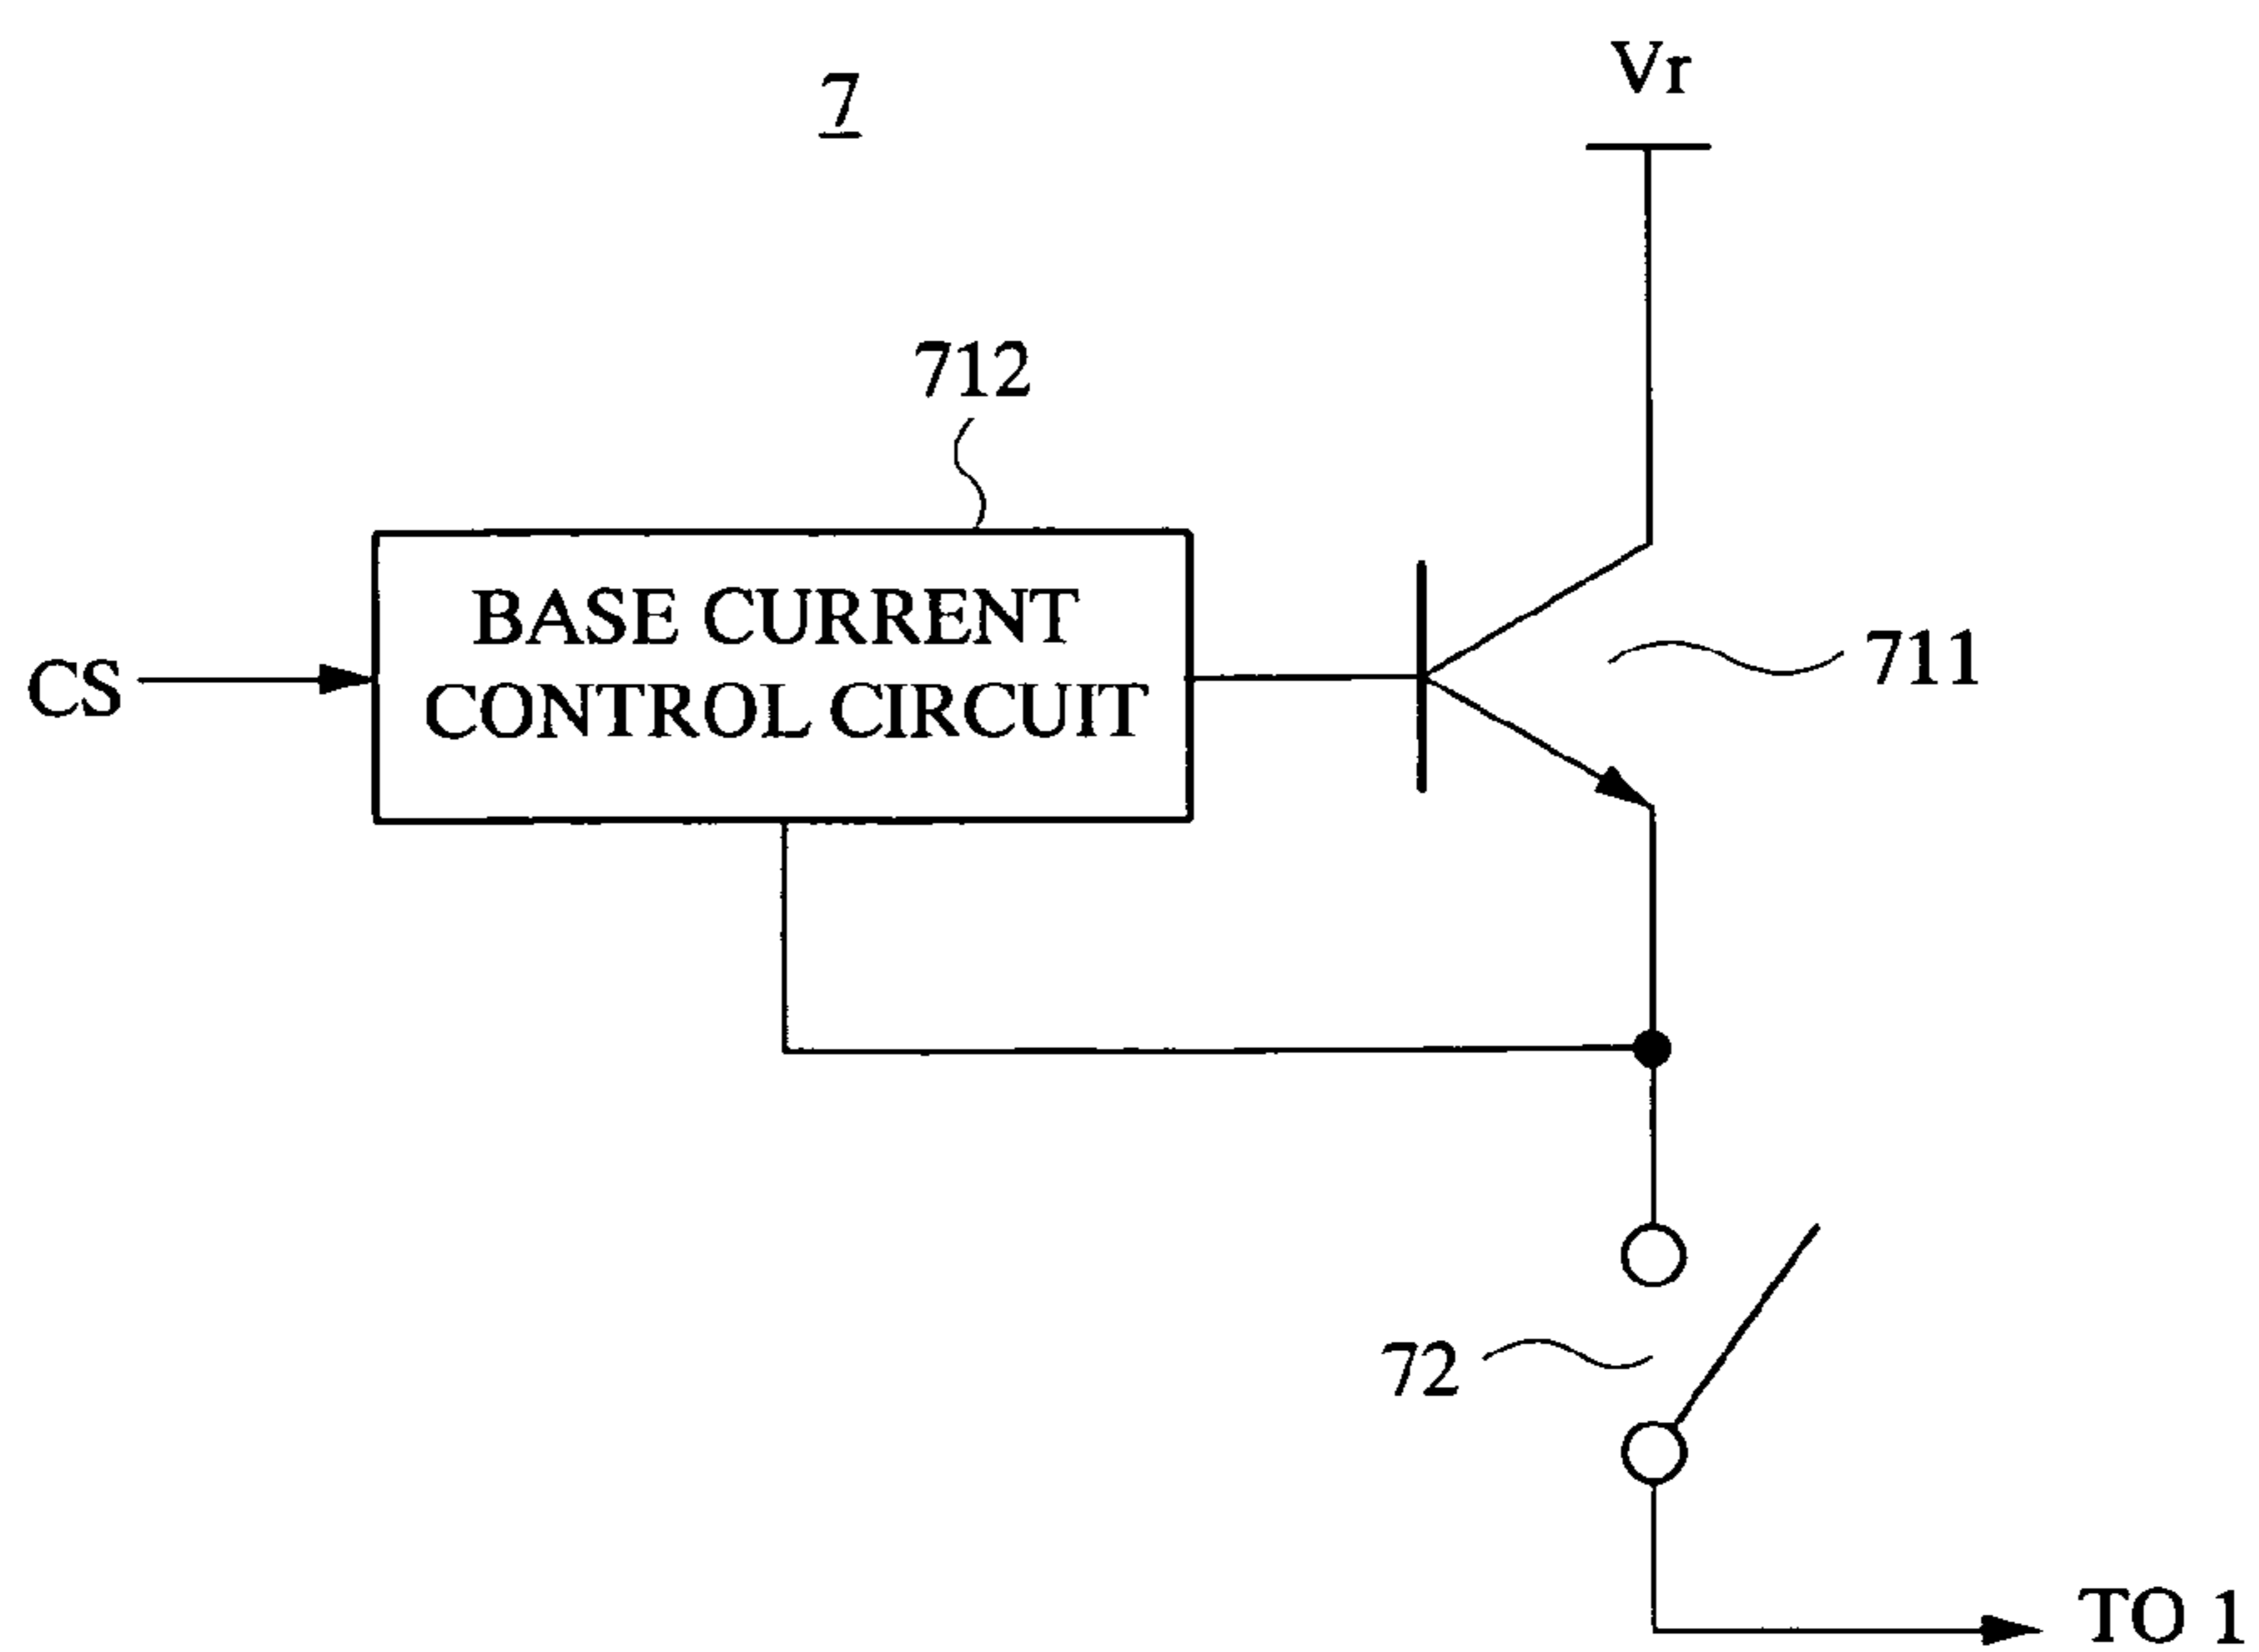 7
Vr
712
BASE CURRENT
CONTROL CIRCUIT
CS
711
72
TO 1